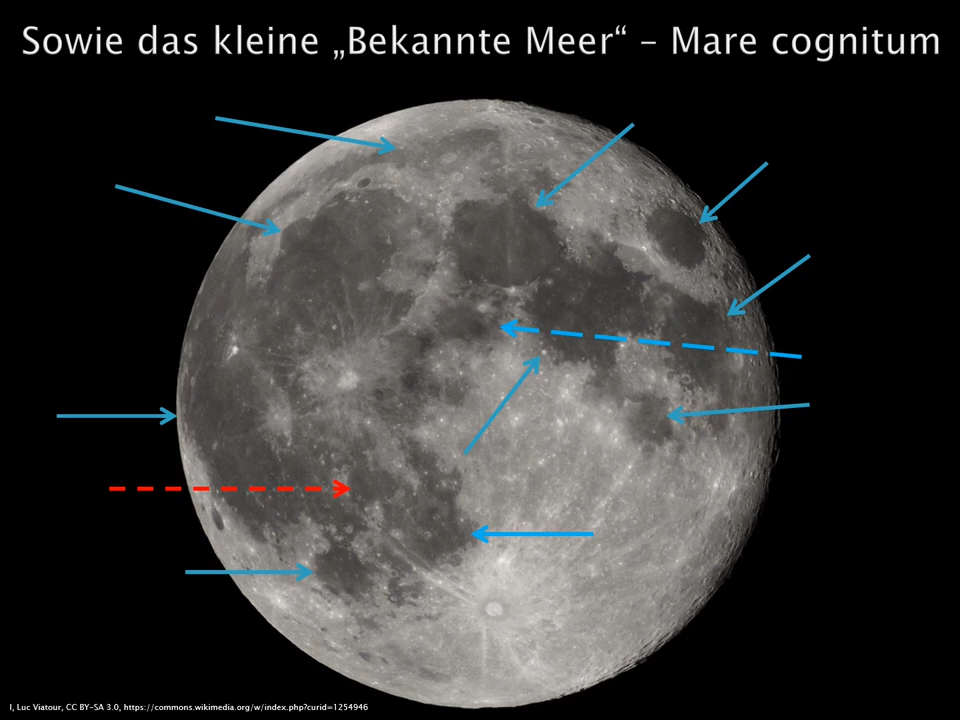 Sowie das kleine „Bekannte Meer“ – Mare cognitum
I, Luc Viatour, CC BY-SA 3.0, https://commons.wikimedia.org/w/index.php?curid=1254946